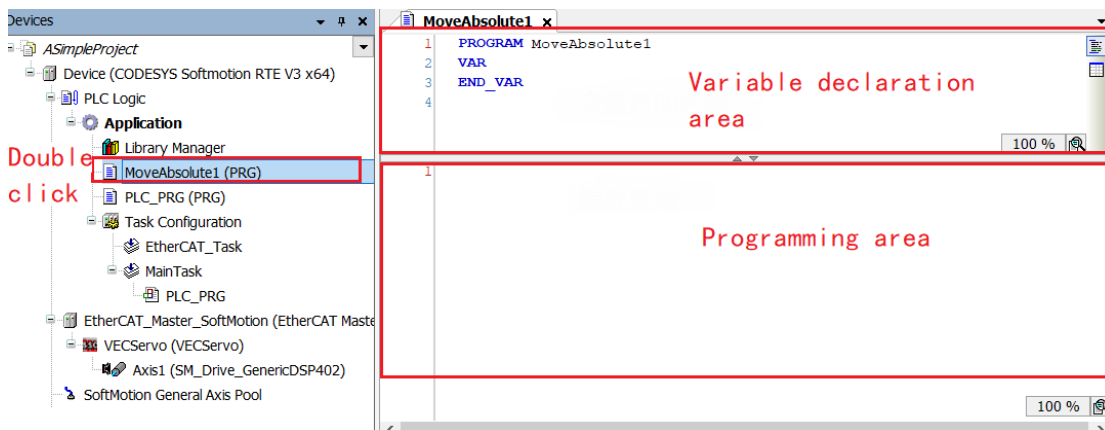 Devices
ASimpleProject
Device (CODESYS Softmotion RTE V3 x64)
PLC Logic
Application
Library Manager
MoveAbsolute1 (PRG)
PLC_PRG (PRG)
Task Configuration
EtherCAT_Task
MainTask
PLC_PRG
EtherCAT_Master_SoftMotion (EtherCAT Maste
VECServo (VECServo)
Axis1 (SM_Drive_GenericDSP402)
SoftMotion General Axis Pool
Double
click
MoveAbsolute1 x
1 PROGRAM MoveAbsolute1
2 VAR
3 END_VAR
4
Variable declaration
area
100 %
1
Programming area
100 %